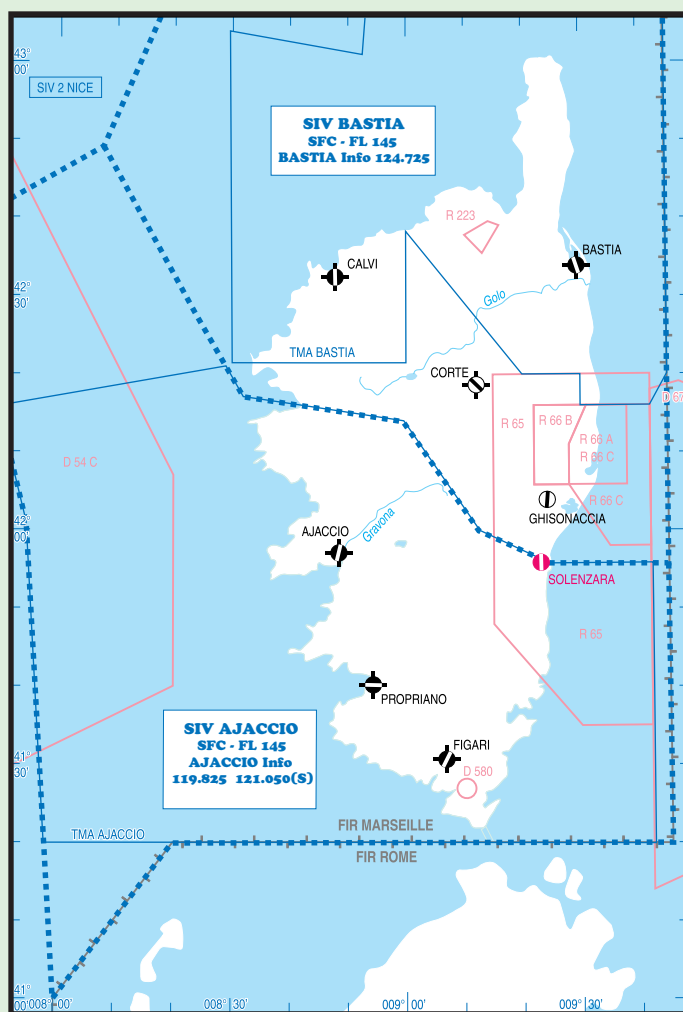 43°
00'
SIV 2 NICE
SIV BASTIA
SFC - FL 145
BASTIA Info 124.725
R 223
BASTIA
CALVI
42°
30'
Golo
TMA BASTIA
CORTE
D 67
R 65
R 66 B
R 66 A
R 66 C
D 54 C
R 66 C
GHISONACCIA
42°
00'
AJACCIO
Gravona
SOLENZARA
R 65
PROPRIANO
SIV AJACCIO
SFC - FL 145
AJACCIO Info
119.825 121.050(S)
FIGARI
41°
30'
D 580
TMA AJACCIO
FIR MARSEILLE
FIR ROME
41°
00'
008° 00'
008° 30'
009° 00'
009° 30'